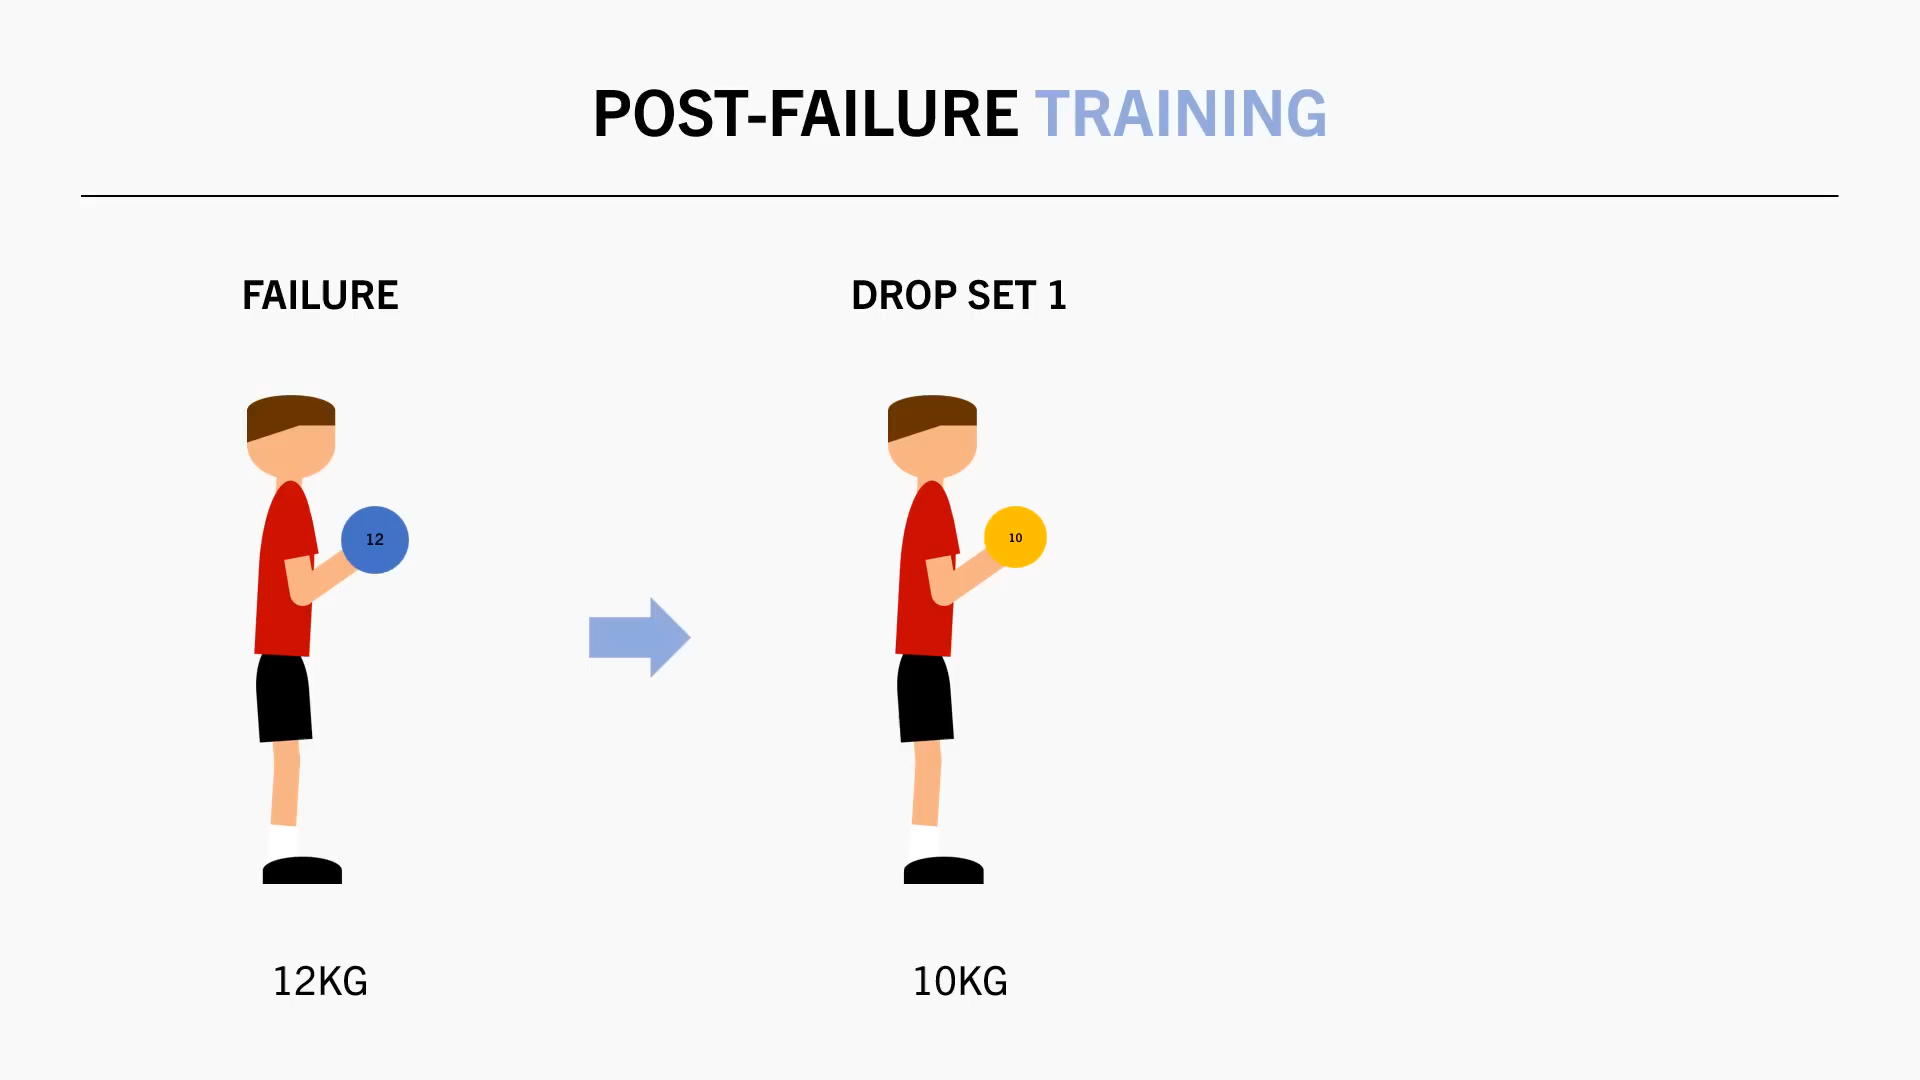 POST-FAILURE TRAINING
FAILURE
DROP SET 1
12
10
12KG
10KG